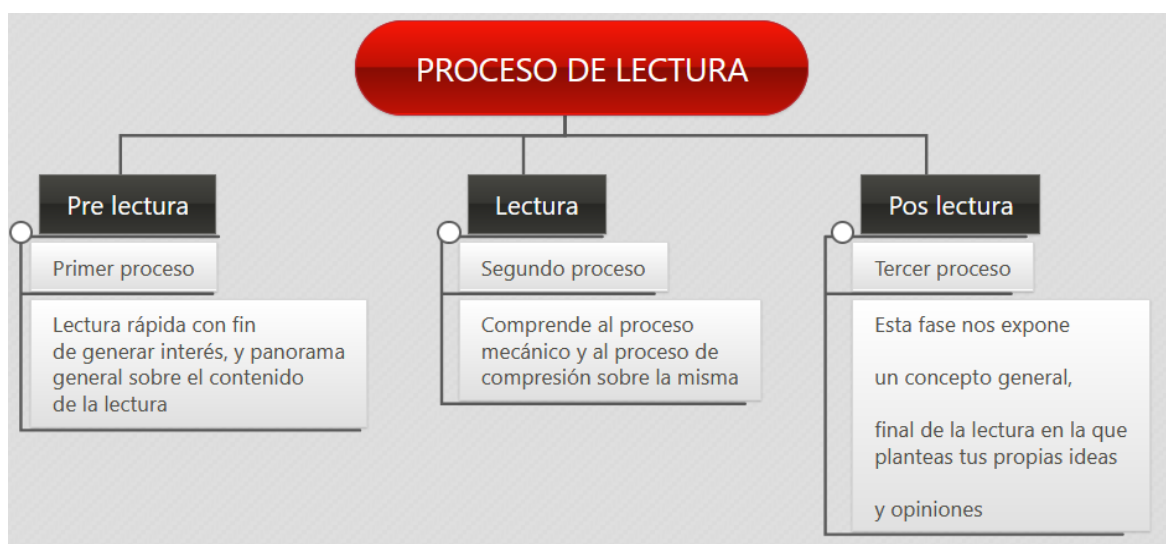 PROCESO DE LECTURA
Pre lectura
Primer proceso
Lectura rápida con fin
de generar interés, y panorama
general sobre el contenido
de la lectura
Lectura
Segundo proceso
Comprende al proceso
mecánico y al proceso de
compresión sobre la misma
Pos lectura
Tercer proceso
Esta fase nos expone
un concepto general,
final de la lectura en la que
planteas tus propias ideas
y opiniones